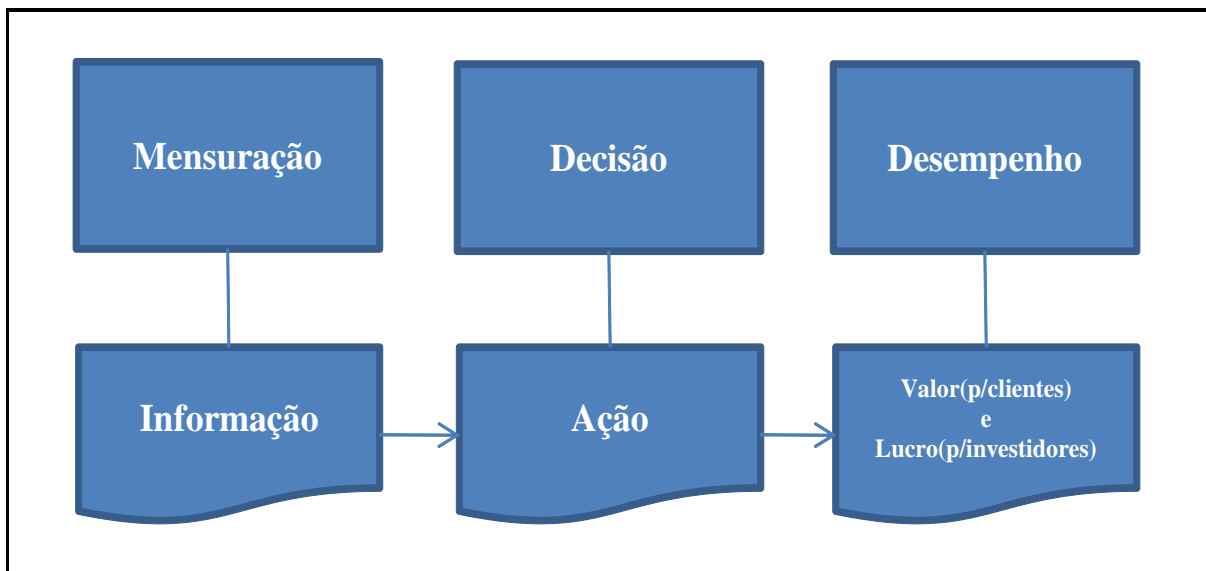 Mensuração
Decisão
Desempenho
Informação
Ação
Valor(p/clientes)
e
Lucro(p/investidores)